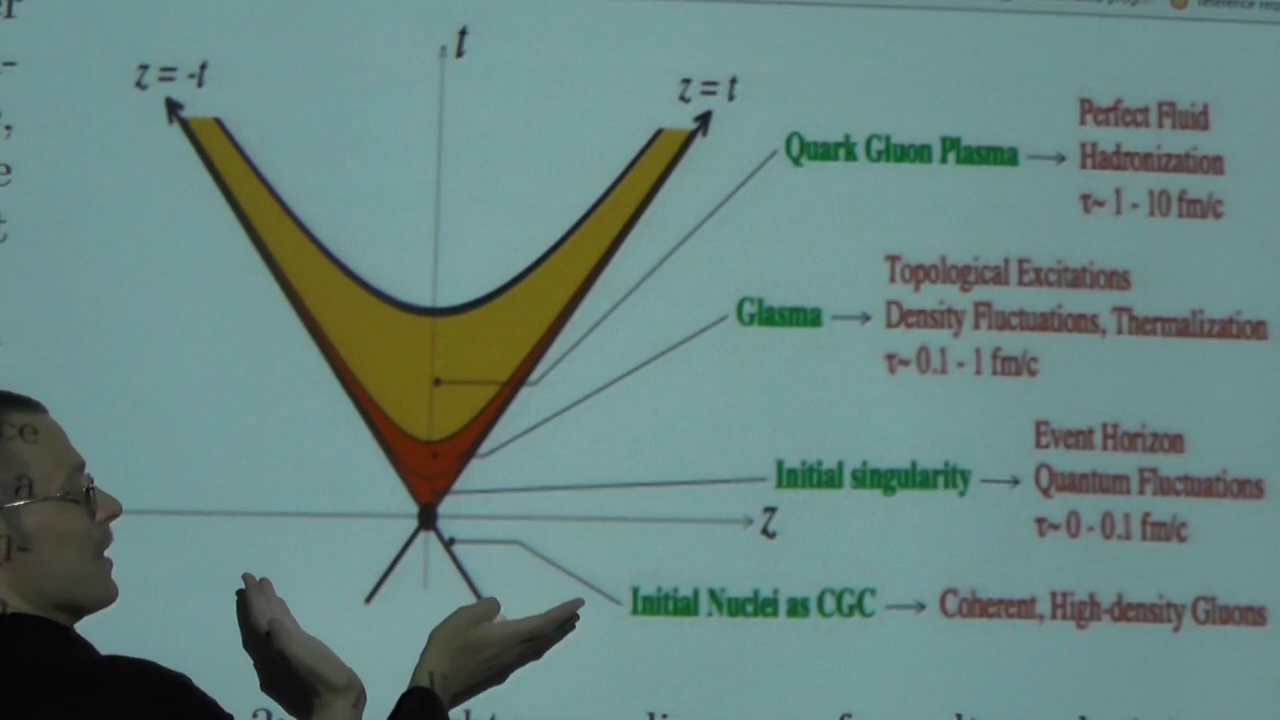 t
z = -t
z = t
Quark Gluon Plasma → Perfect Fluid
Hadronization
τ~ 1 - 10 fm/c
Glasma → Topological Excitations
Density Fluctuations, Thermalization
τ~ 0.1 - 1 fm/c
Initial singularity → Event Horizon
Quantum Fluctuations
τ~ 0 - 0.1 fm/c
z
Initial Nuclei as CGC → Coherent, High-density Gluons